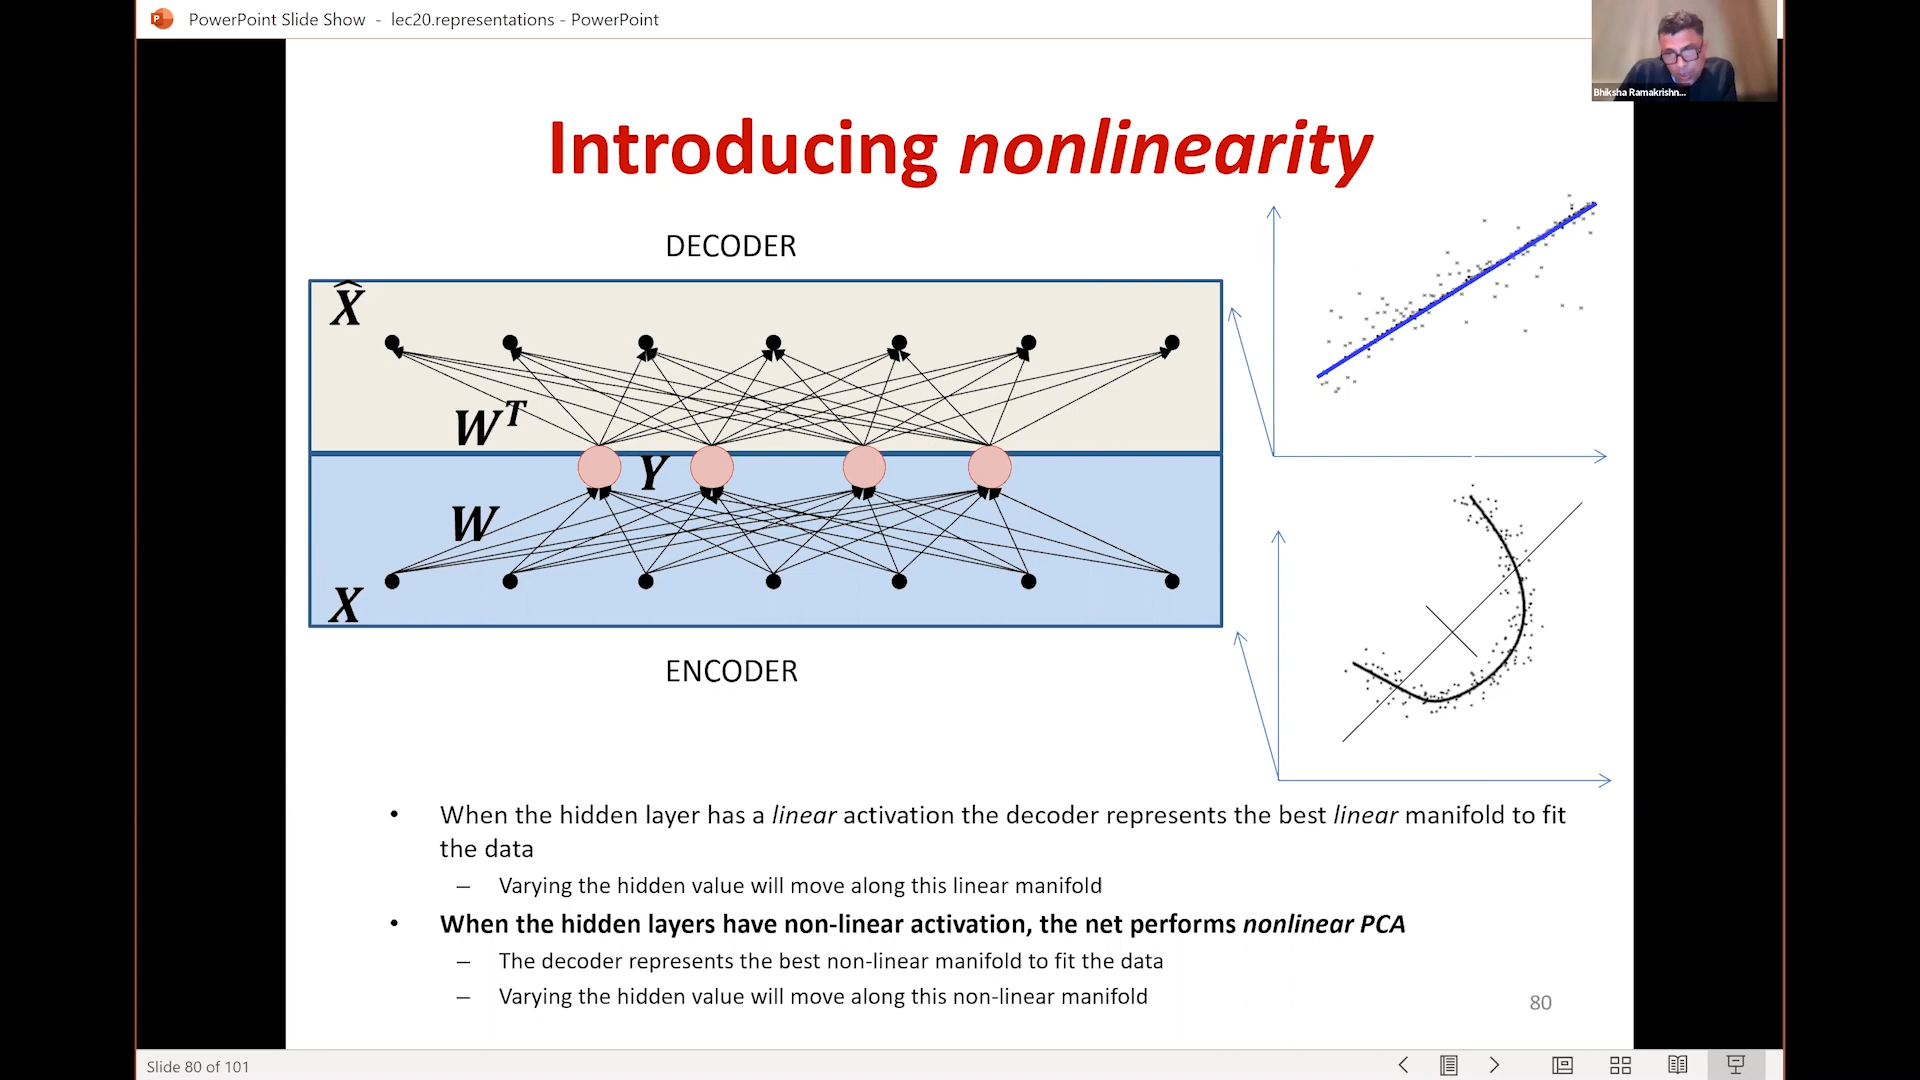 PowerPoint Slide Show - lec20.representations - PowerPoint
Bhiksha Ramakrishn...
Introducing nonlinearity
DECODER
X̂
Wᵀ
Y
W
X
ENCODER
• When the hidden layer has a linear activation the decoder represents the best linear manifold to fit
the data
– Varying the hidden value will move along this linear manifold
• When the hidden layers have non-linear activation, the net performs nonlinear PCA
– The decoder represents the best non-linear manifold to fit the data
– Varying the hidden value will move along this non-linear manifold
80
Slide 80 of 101